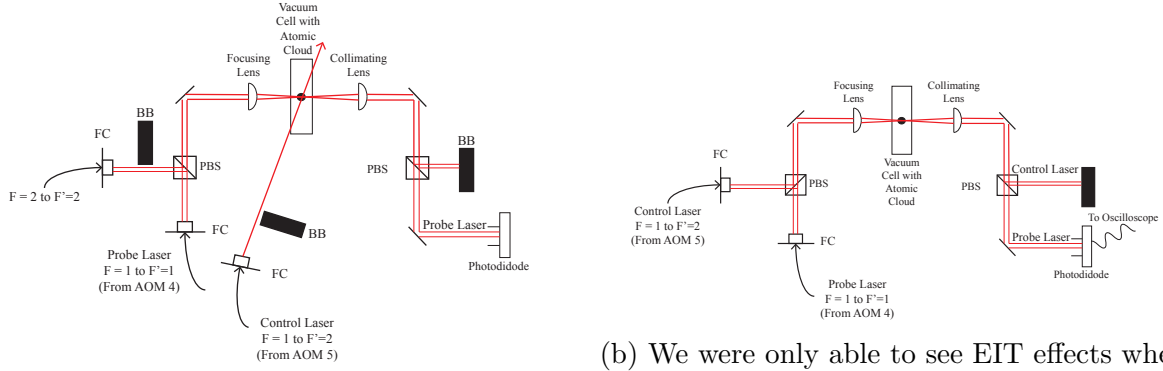 Vacuum
Cell with
Atomic
Cloud
Focusing
Lens
Collimating
Lens
BB
FC
PBS
F = 2 to F'=2
FC
Probe Laser
F = 1 to F'=1
(From AOM 4)
BB
FC
Control Laser
F = 1 to F'=2
(From AOM 5)
PBS
BB
Probe Laser
Photodidode
Focusing
Lens
Collimating
Lens
Vacuum
Cell with
Atomic
Cloud
FC
PBS
Control Laser
F = 1 to F'=2
(From AOM 5)
FC
Probe Laser
F = 1 to F'=1
(From AOM 4)
PBS
Control Laser
To Oscilloscope
Probe Laser
Photodidode
(b) We were only able to see EIT effects whe